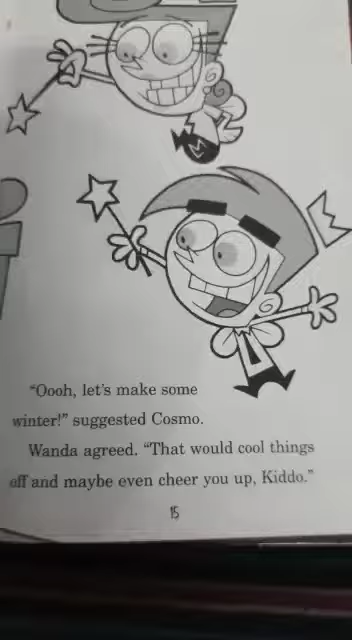 “Oooh, let’s make some
winter!” suggested Cosmo.
Wanda agreed. “That would cool things
off and maybe even cheer you up, Kiddo.”
15